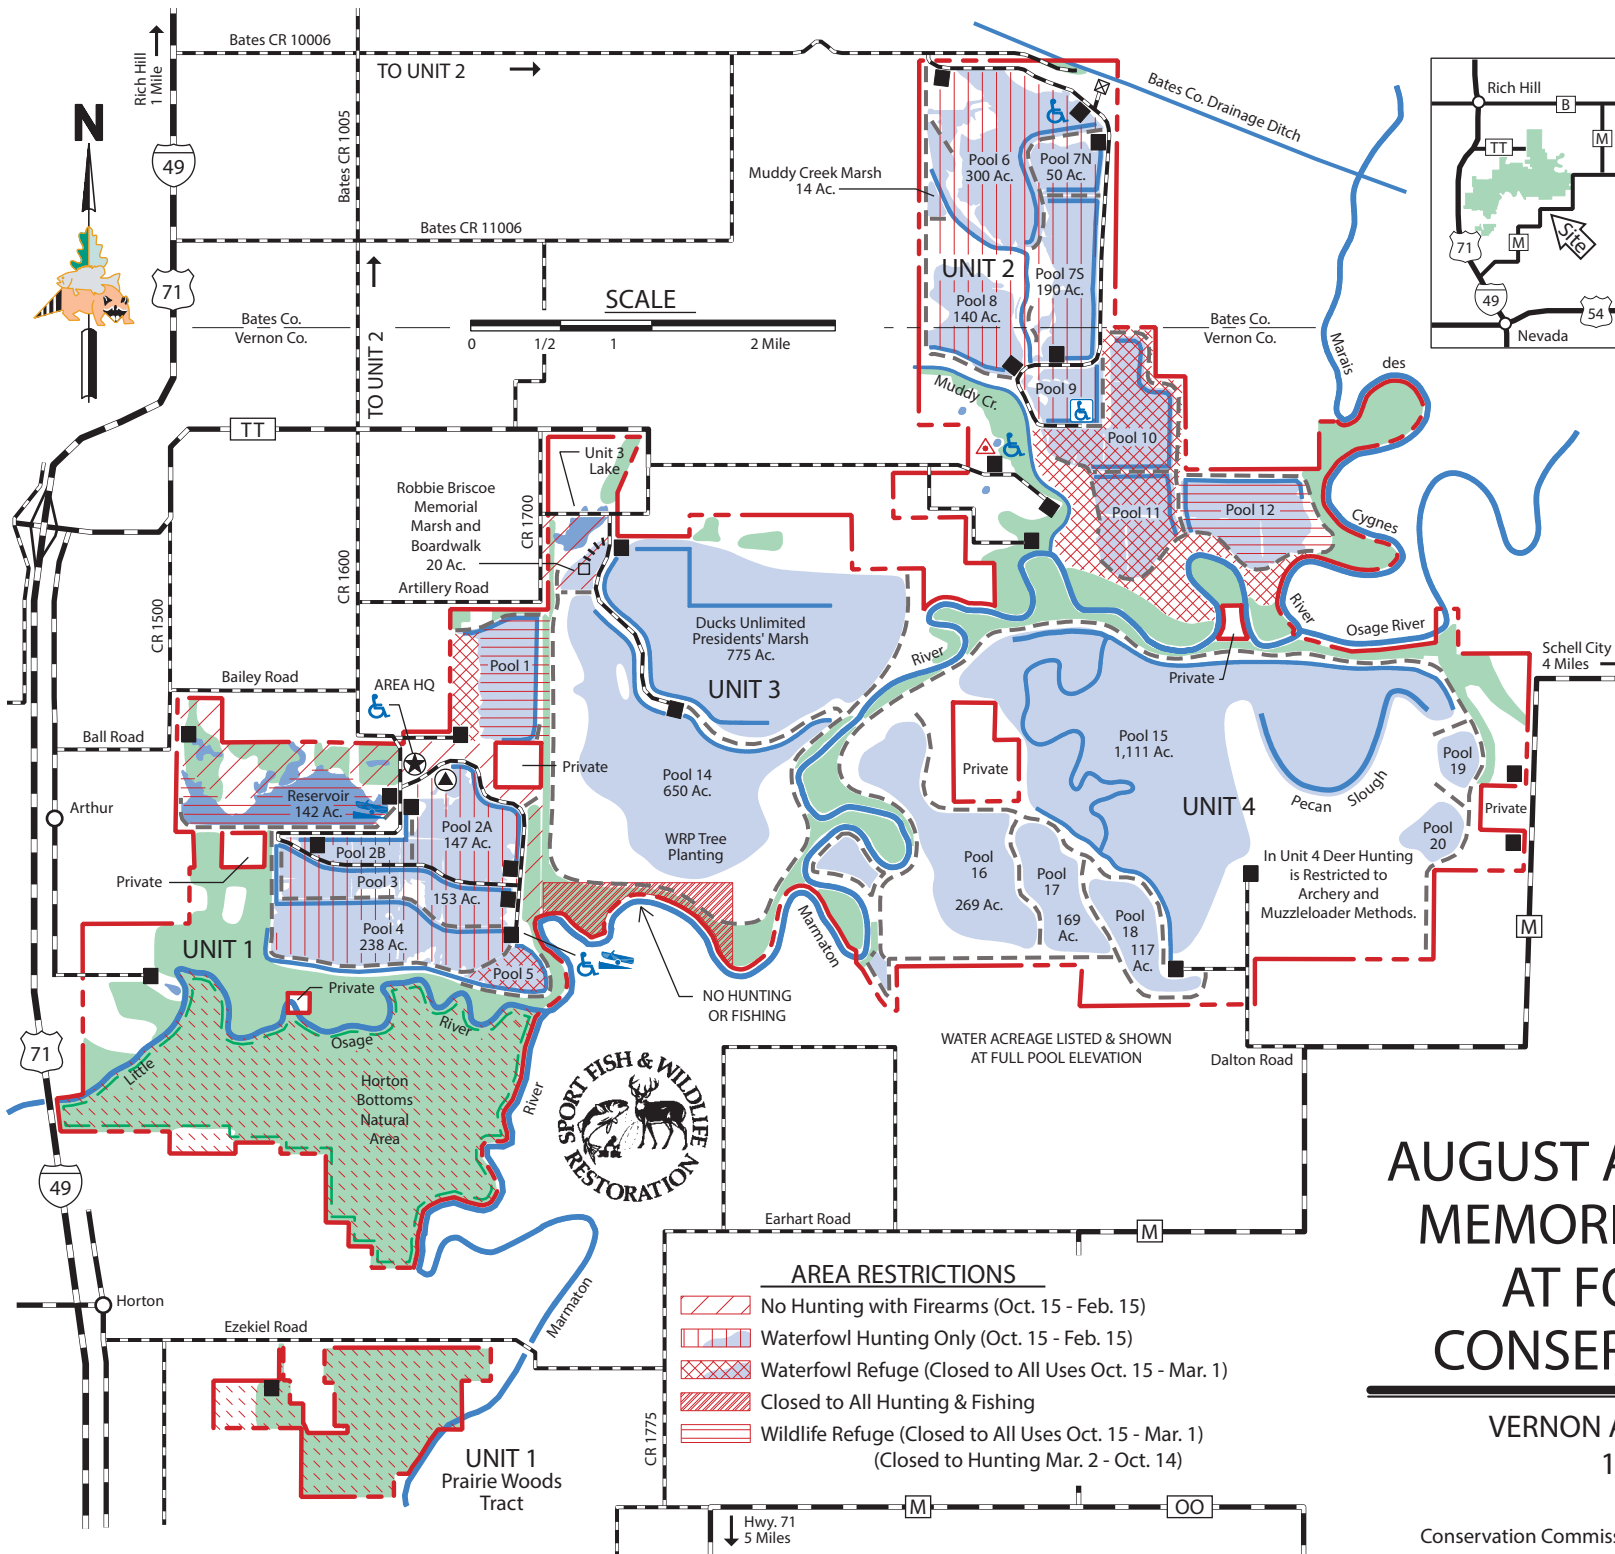 Bates CR 10006
Rich Hill
1 Mile
TO UNIT 2
N
49
Bates CR 11005
71
Bates CR 11006
TO UNIT 2
Bates Co.
Vernon Co.
SCALE
0 1/2 1 2 Mile
Muddy Creek Marsh
14 Ac.
Pool 6
300 Ac.
Pool 7N
50 Ac.
Bates Co. Drainage Ditch
UNIT 2
Pool 7S
190 Ac.
Pool 8
140 Ac.
Bates Co.
Vernon Co.
Pool 9
Muddy Cr.
Pool 10
Pool 11
Pool 12
Marais
des
Cygnes
River
Osage River
Rich Hill
B
M
TT
71
M
Site
49
54
Nevada
TT
CR 1500
CR 1600
CR 1700
Unit 3
Lake
Robbie Briscoe
Memorial
Marsh and
Boardwalk
20 Ac.
Artillery Road
Bailey Road
AREA HQ
Ball Road
Arthur
Pool 1
Private
Reservoir
142 Ac.
Pool 2A
147 Ac.
Pool 2B
Pool 3
153 Ac.
Pool 4
238 Ac.
Pool 5
Private
UNIT 1
Private
Ducks Unlimited
Presidents' Marsh
775 Ac.
UNIT 3
Pool 14
650 Ac.
WRP Tree
Planting
River
Marmaton
NO HUNTING
OR FISHING
Private
Schell City
4 Miles
Private
Pool 15
1,111 Ac.
UNIT 4
Pecan Slough
Pool
19
Pool
20
Private
Pool
16
269 Ac.
Pool
17
169
Ac.
Pool
18
117
Ac.
In Unit 4 Deer Hunting
is Restricted to
Archery and
Muzzleloader Methods.
M
WATER ACREAGE LISTED & SHOWN
AT FULL POOL ELEVATION
Dalton Road
71
Little
Osage
River
Horton
Bottoms
Natural
Area
River
SPORT FISH & WILDLIFE
RESTORATION
49
Horton
Ezekiel Road
Marmaton
UNIT 1
Prairie Woods
Tract
Earhart Road
M
CR 1775
AREA RESTRICTIONS
No Hunting with Firearms (Oct. 15 - Feb. 15)
Waterfowl Hunting Only (Oct. 15 - Feb. 15)
Waterfowl Refuge (Closed to All Uses Oct. 15 - Mar. 1)
Closed to All Hunting & Fishing
Wildlife Refuge (Closed to All Uses Oct. 15 - Mar. 1)
(Closed to Hunting Mar. 2 - Oct. 14)
M
OO
Hwy. 71
5 Miles
AUGUST A
MEMORI
AT FO
CONSER
VERNON A
1
Conservation Commiss